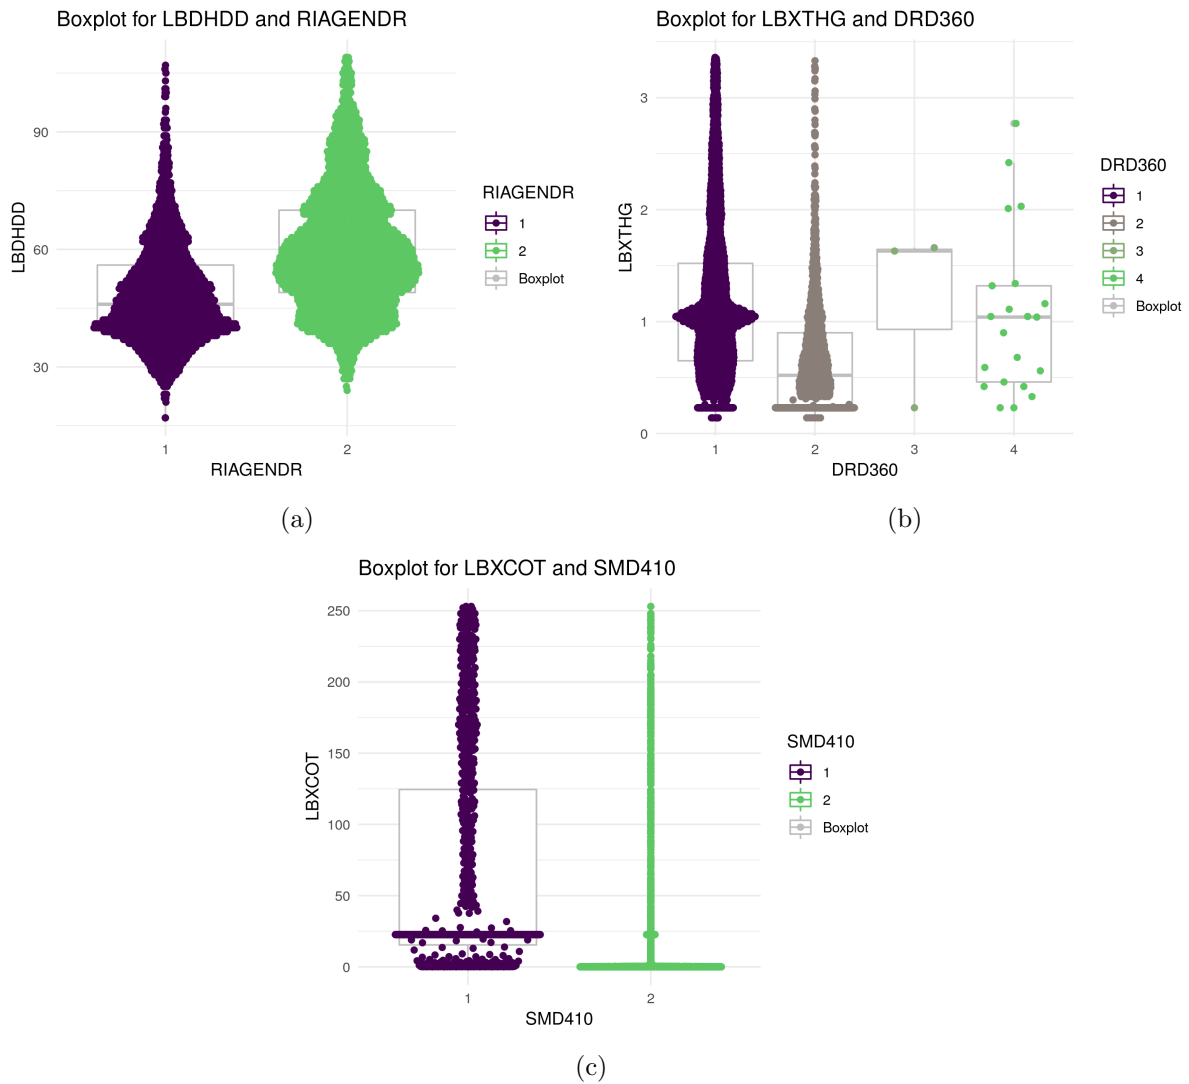 Boxplot for LBDHDD and RIAGENDR
LBDHDD
90
60
30
1
2
RIAGENDR
RIAGENDR
1
2
Boxplot
(a)
Boxplot for LBXTHG and DRD360
LBXTHG
3
2
1
0
1
2
3
4
DRD360
DRD360
1
2
3
4
Boxplot
(b)
Boxplot for LBXCOT and SMD410
LBXCOT
250
200
150
100
50
0
1
2
SMD410
SMD410
1
2
Boxplot
(c)